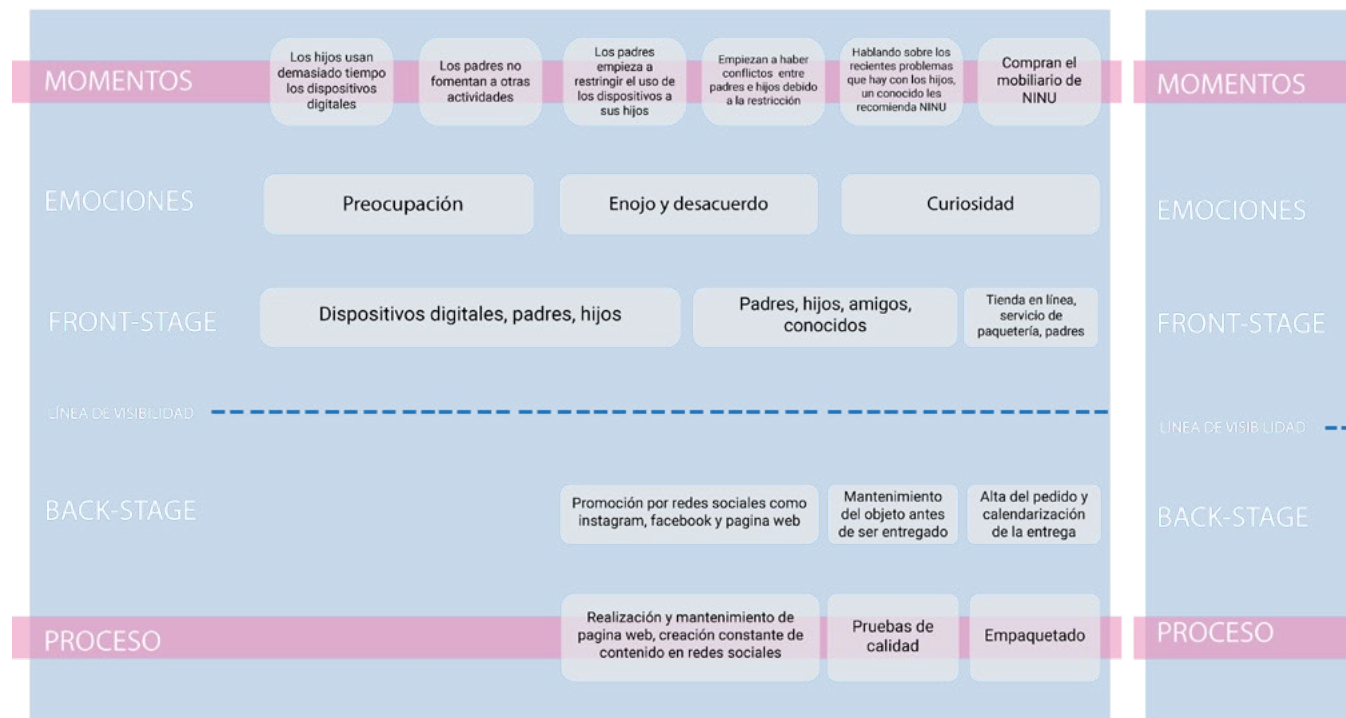 MOMENTOS
Los hijos usan
demasiado tiempo
los dispositivos
digitales
Los padres no
fomentan a otras
actividades
Los padres
empieza a
restringir el uso de
los dispositivos a
sus hijos
Empiezan a haber
conflictos entre
padres e hijos debido
a la restricción
Hablando sobre los
recientes problemas
que hay con los hijos,
un conocido les
recomienda NINU
Compran el
mobiliario de
NINU
EMOCIONES
Preocupación
Enojo y desacuerdo
Curiosidad
FRONT-STAGE
Dispositivos digitales, padres, hijos
Padres, hijos, amigos,
conocidos
Tienda en línea,
servicio de
paquetería, padres
LÍNEA DE VISIBILIDAD
BACK-STAGE
Promoción por redes sociales como
instagram, facebook y pagina web
Mantenimiento
del objeto antes
de ser entregado
Alta del pedido y
calendarización
de la entrega
PROCESO
Realización y mantenimiento de
pagina web, creación constante de
contenido en redes sociales
Pruebas de
calidad
Empaquetado
MOMENTOS
EMOCIONES
FRONT-STAGE
LÍNEA DE VISIBILIDAD
BACK-STAGE
PROCESO